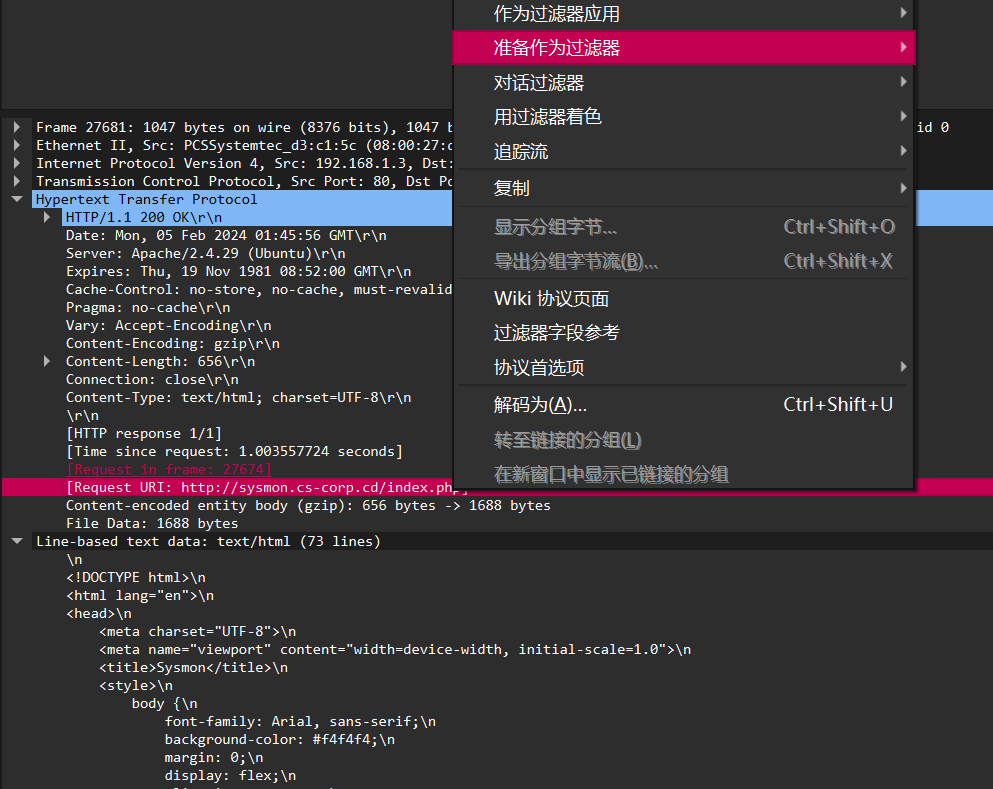 作为过滤器应用
准备作为过滤器
对话过滤器
用过滤器着色
追踪流
复制
显示分组字节... Ctrl+Shift+O
导出分组字节流(B)... Ctrl+Shift+X
Wiki 协议页面
过滤器字段参考
协议首选项
解码为(A)... Ctrl+Shift+U
转至链接的分组(L)
在新窗口中显示已链接的分组
Frame 27681: 1047 bytes on wire (8376 bits), 1047 id 0
Ethernet II, Src: PCSSystemtec_d3:c1:5c (08:00:27:
Internet Protocol Version 4, Src: 192.168.1.3, Dst:
Transmission Control Protocol, Src Port: 80, Dst
Hypertext Transfer Protocol
HTTP/1.1 200 OK\r\n
Date: Mon, 05 Feb 2024 01:45:56 GMT\r\n
Server: Apache/2.4.29 (Ubuntu)\r\n
Expires: Thu, 19 Nov 1981 08:52:00 GMT\r\n
Cache-Control: no-store, no-cache, must-revalid
Pragma: no-cache\r\n
Vary: Accept-Encoding\r\n
Content-Encoding: gzip\r\n
Content-Length: 656\r\n
Connection: close\r\n
Content-Type: text/html; charset=UTF-8\r\n
\r\n
[HTTP response 1/1]
[Time since request: 1.003557724 seconds]
[Request in frame: 27674]
[Request URI: http://sysmon.cs-corp.cd/index.php]
Content-encoded entity body (gzip): 656 bytes -> 1688 bytes
File Data: 1688 bytes
Line-based text data: text/html (73 lines)
\n
<!DOCTYPE html>\n
<html lang="en">\n
<head>\n
<meta charset="UTF-8">\n
<meta name="viewport" content="width=device-width, initial-scale=1.0">\n
<title>Sysmon</title>\n
<style>\n
body {\n
font-family: Arial, sans-serif;\n
background-color: #f4f4f4;\n
margin: 0;\n
display: flex;\n